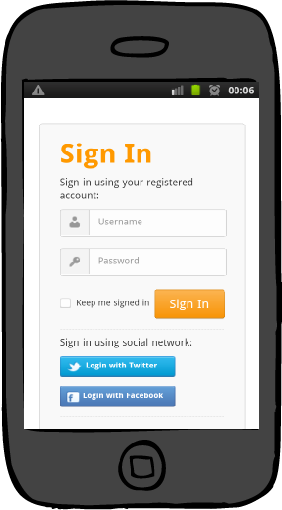 00:06
Sign In
Sign in using your registered
account:
Username
Password
Keep me signed in
Sign In
Sign in using social network:
Login with Twitter
Login with Facebook